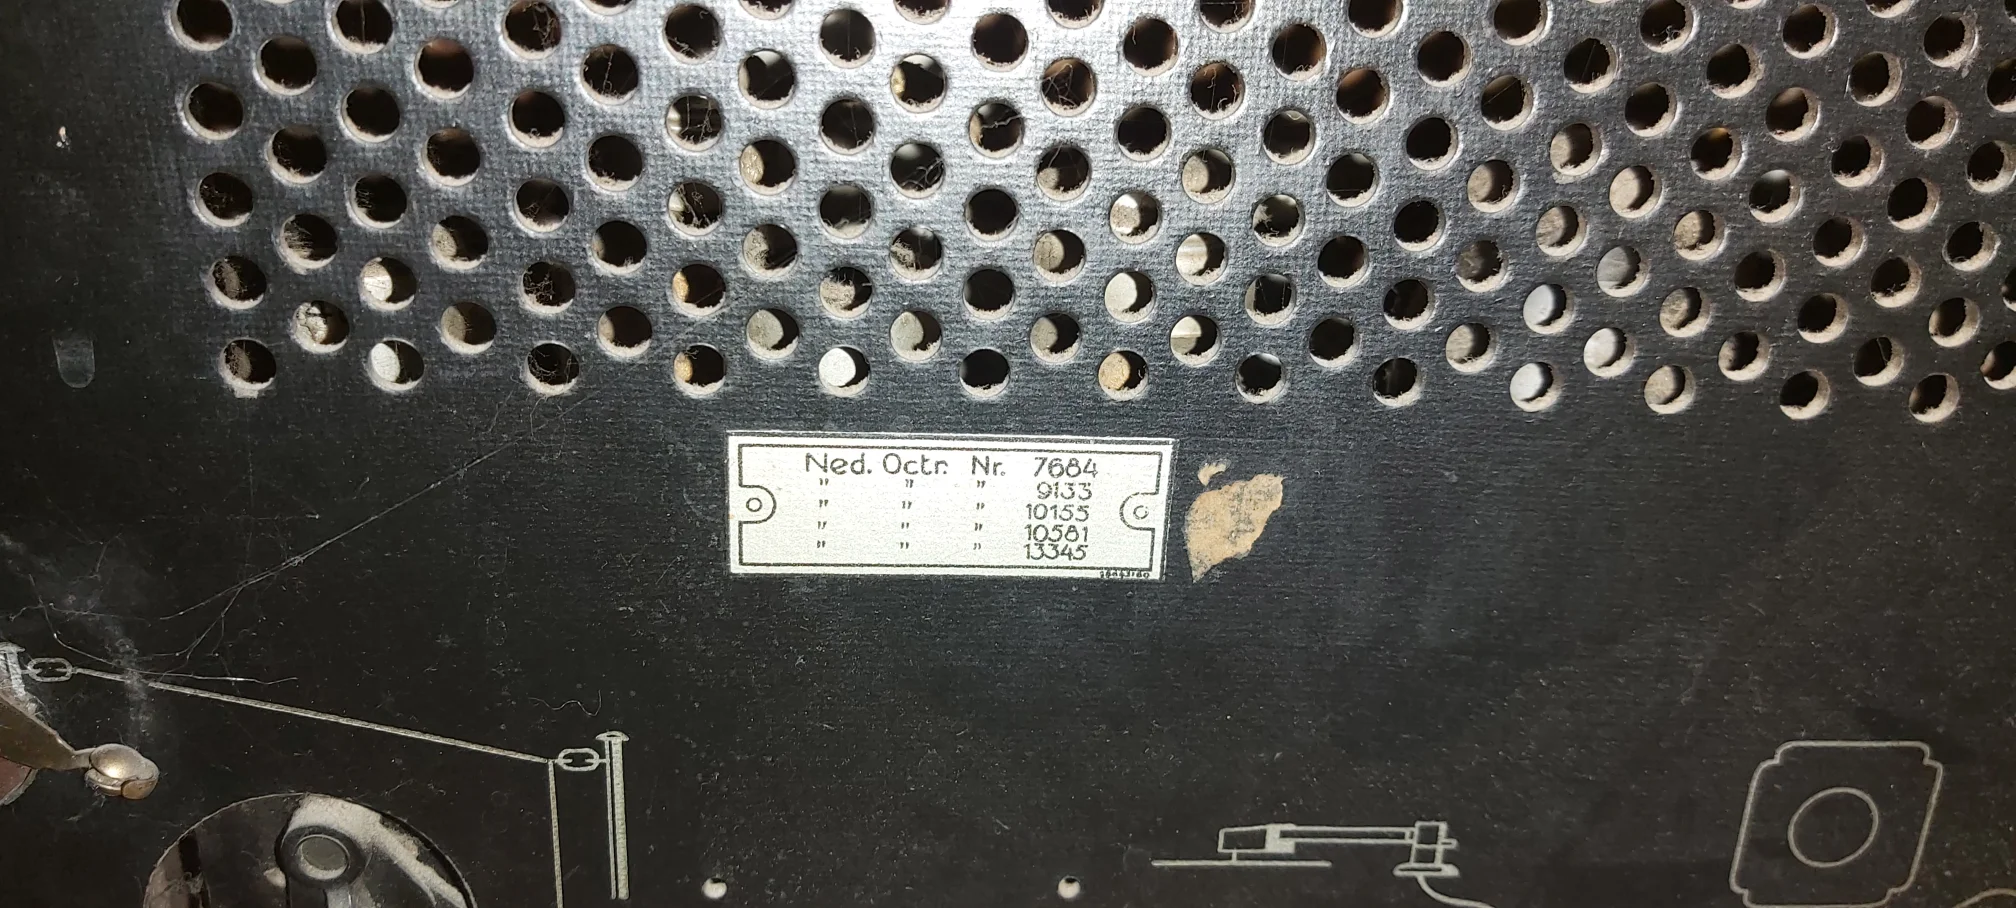 Ned. Octr. Nr. 7684
" " " 9133
" " " 10155
" " " 10581
" " " 13345